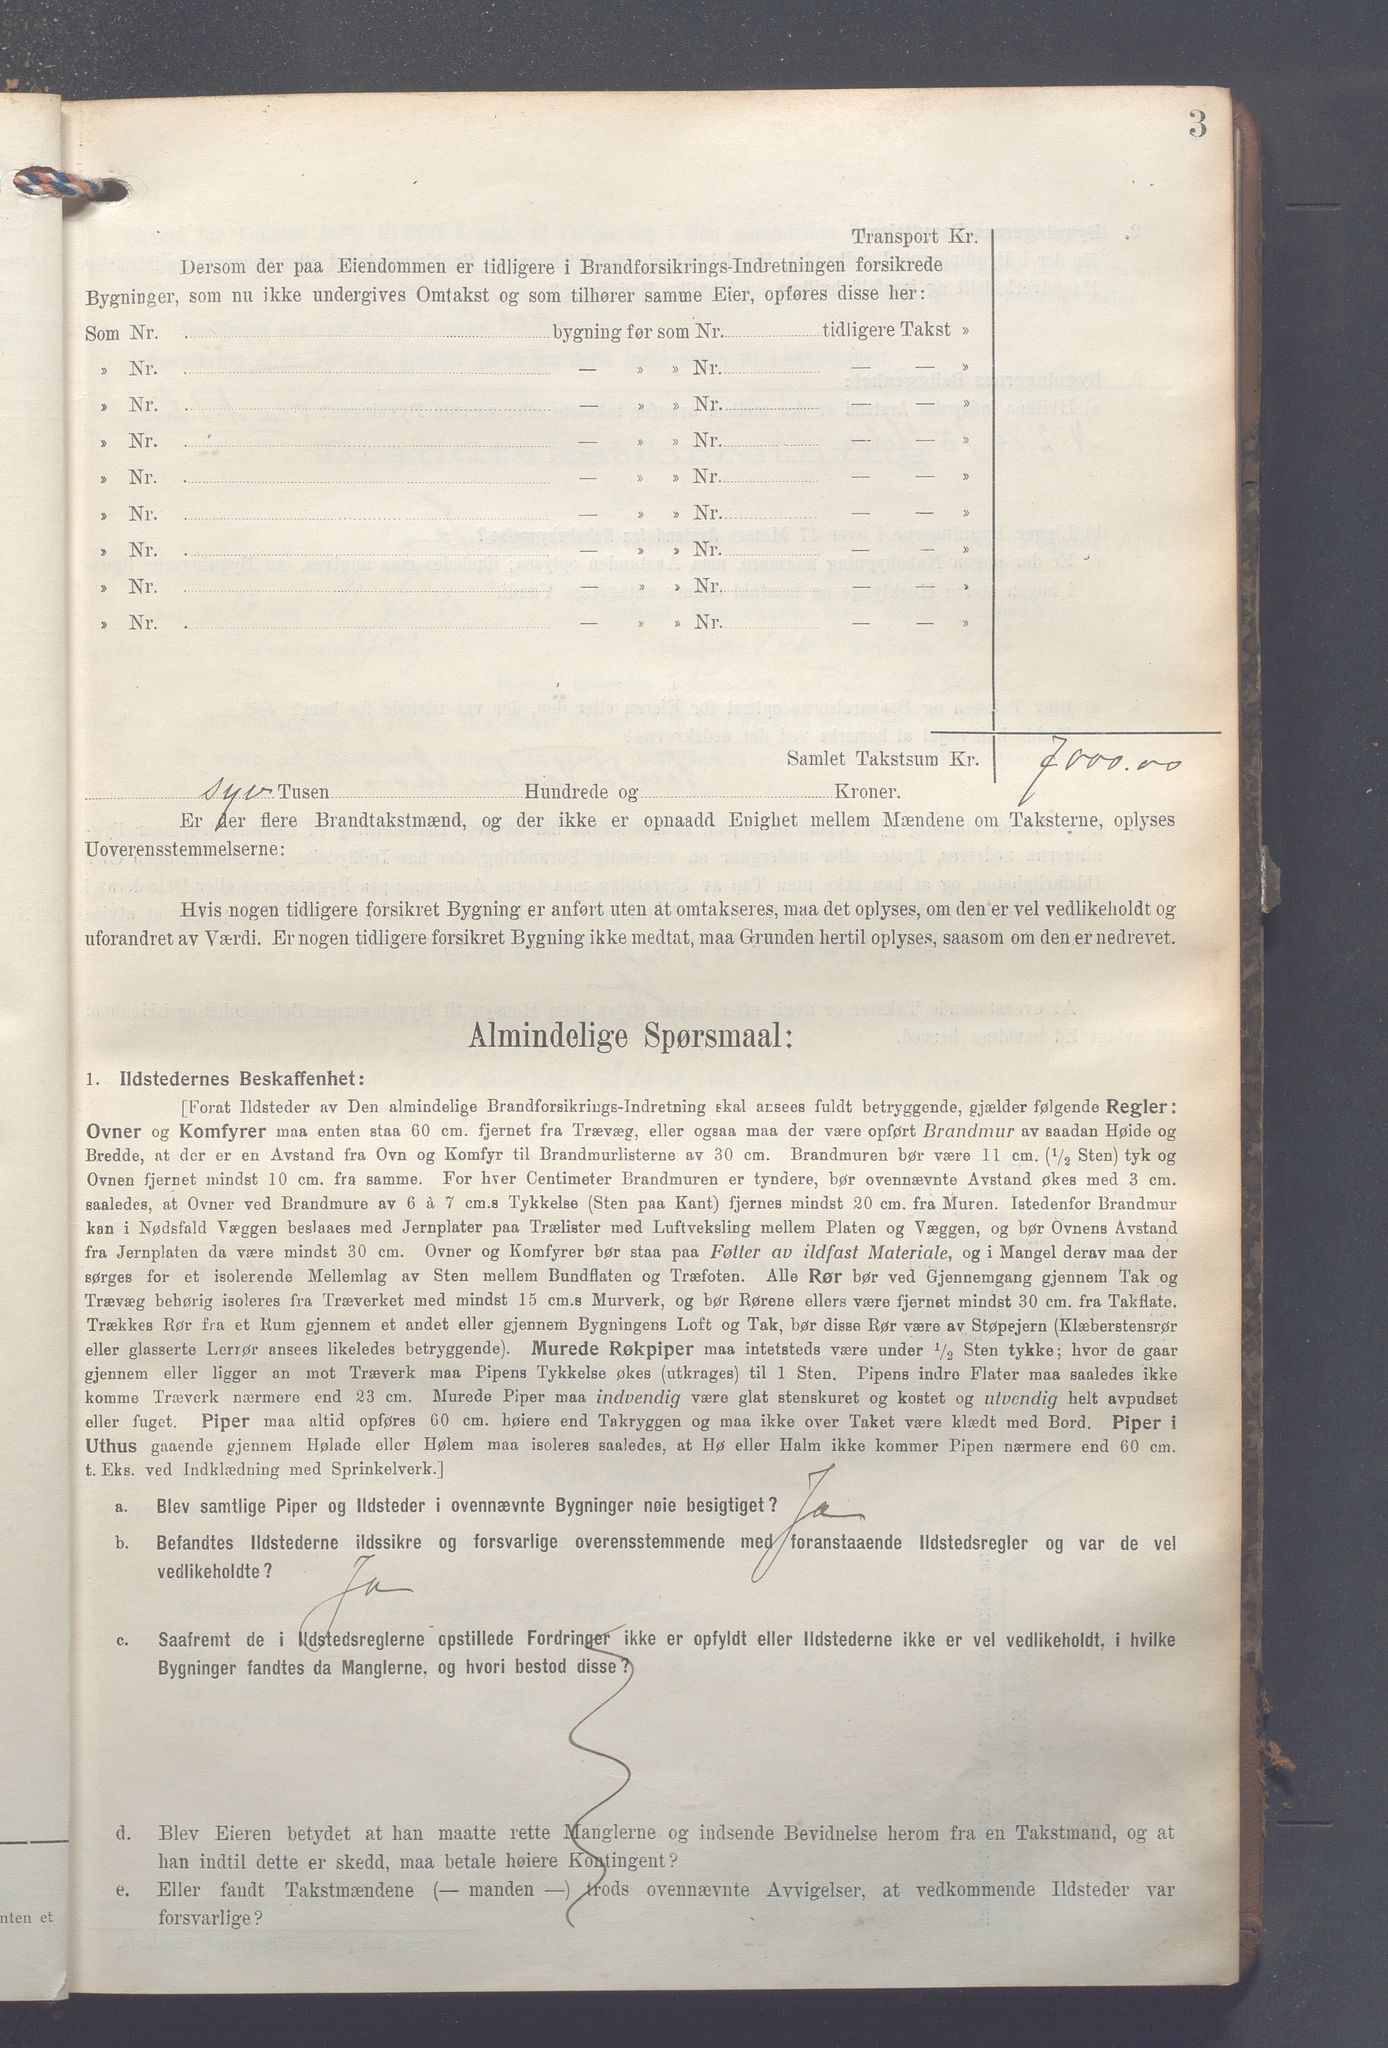 3
Transport Kr.
Dersom der paa Eiendommen er tidligere i Brandforsikrings-Indretningen forsikrede
Bygninger, som nu ikke undergives Omtakst og som tilhører samme Eier, opføres disse her:
Som Nr. bygning før som Nr. tidligere Takst »
» Nr. — » » Nr. — — »
» Nr. — » » Nr. — — »
» Nr. — » » Nr. — — »
» Nr. — » » Nr. — — »
» Nr. — » » Nr. — — »
» Nr. — » » Nr. — — »
» Nr. — » » Nr. — — »
» Nr. — » » Nr. — — »
Samlet Takstsum Kr. 7000.00
syv Tusen Hundrede og Kroner.
Er der flere Brandtakstmænd, og der ikke er opnaadd Enighet mellem Mændene om Taksterne, oplyses
Uoverensstemmelserne:
Hvis nogen tidligere forsikret Bygning er anført uten at omtakseres, maa det oplyses, om den er vel vedlikeholdt og
uforandret av Værdi. Er nogen tidligere forsikret Bygning ikke medtat, maa Grunden hertil oplyses, saasom om den er nedrevet.
Almindelige Spørsmaal:
1. Ildstedernes Beskaffenhet:
[Forat Ildsteder av Den almindelige Brandforsikrings-Indretning skal ansees fuldt betryggende, gjælder følgende Regler:
Ovner og Komfyrer maa enten staa 60 cm. fjernet fra Trævæg, eller ogsaa maa der være opført Brandmur av saadan Høide og
Bredde, at der er en Avstand fra Ovn og Komfyr til Brandmurlisterne av 30 cm. Brandmuren bør være 11 cm. (1/2 Sten) tyk og
Ovnen fjernet mindst 10 cm. fra samme. For hver Centimeter Brandmuren er tyndere, bør ovennævnte Avstand økes med 3 cm.
saaledes, at Ovner ved Brandmure av 6 à 7 cm.s Tykkelse (Sten paa Kant) fjernes mindst 20 cm. fra Muren. Istedenfor Brandmur
kan i Nødsfald Væggen beslaaes med Jernplater paa Trælister med Luftveksling mellem Platen og Væggen, og bør Ovnens Avstand
fra Jernplaten da være mindst 30 cm. Ovner og Komfyrer bør staa paa Føtter av ildfast Materiale, og i Mangel derav maa der
sørges for et isolerende Mellemlag av Sten mellem Bundflaten og Træfoten. Alle Rør bør ved Gjennemgang gjennem Tak og
Trævæg behørig isoleres fra Træverket med mindst 15 cm.s Murverk, og bør Rørene ellers være fjernet mindst 30 cm. fra Takflate.
Trækkes Rør fra et Rum gjennem et andet eller gjennem Bygningens Loft og Tak, bør disse Rør være av Støpejern (Klæberstensrør
eller glasserte Lerrør ansees likeledes betryggende). Murede Røkpiper maa intetsteds være under 1/2 Sten tykke; hvor de gaar
gjennem eller ligger an mot Træverk maa Pipens Tykkelse økes (utkrages) til 1 Sten. Pipens indre Flater maa saaledes ikke
komme Træverk nærmere end 23 cm. Murede Piper maa indvendig være glat stenskuret og kostet og utvendig helt avpudset
eller fuget. Piper maa altid opføres 60 cm. høiere end Takryggen og maa ikke over Taket være klædt med Bord. Piper i
Uthus gaaende gjennem Hølade eller Hølem maa isoleres saaledes, at Hø eller Halm ikke kommer Pipen nærmere end 60 cm.
t. Eks. ved Indklædning med Sprinkelverk.]
a. Blev samtlige Piper og Ildsteder i ovennævnte Bygninger nøie besigtiget? Ja
b. Befandtes Ildstederne ildssikre og forsvarlige overensstemmende med foranstaaende Ildstedsregler og var de vel
vedlikeholdte? Ja
c. Saafremt de i Ildstedsreglerne opstillede Fordringer ikke er opfyldt eller Ildstederne ikke er vel vedlikeholdt, i hvilke
Bygninger fandtes da Manglerne, og hvori bestod disse?
d. Blev Eieren betydet at han maatte rette Manglerne og indsende Bevidnelse herom fra en Takstmand, og at
han indtil dette er skedd, maa betale høiere Kontingent?
e. Eller fandt Takstmændene (— manden —) trods ovennævnte Avvigelser, at vedkommende Ildsteder var
forsvarlige?
nten et